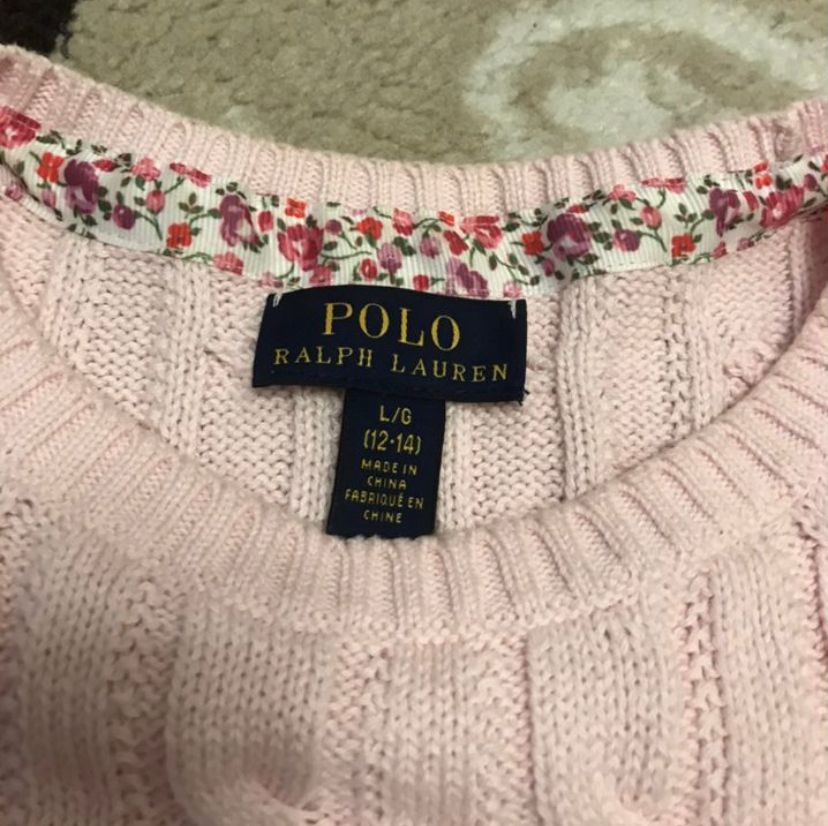 POLO
RALPH LAUREN
L/G
(12-14)
MADE IN
CHINA
FABRIQUÉ EN
CHINE